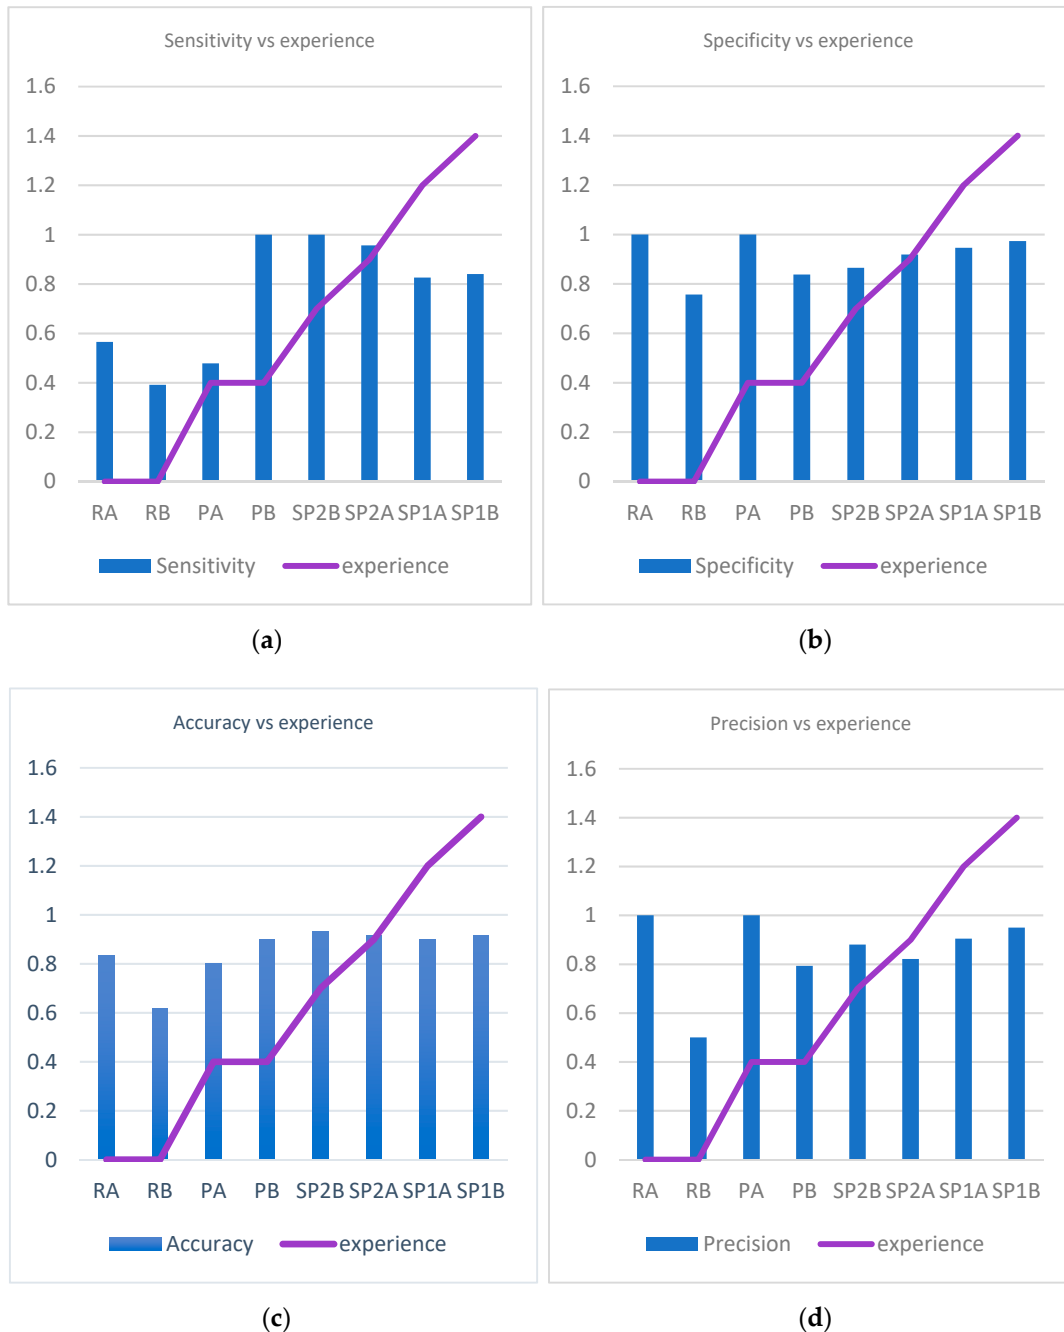 Sensitivity vs experience
1.6
1.4
1.2
1
0.8
0.6
0.4
0.2
0
RA RB PA PB SP2B SP2A SP1A SP1B
Sensitivity experience
(a)
Specificity vs experience
1.6
1.4
1.2
1
0.8
0.6
0.4
0.2
0
RA RB PA PB SP2B SP2A SP1A SP1B
Specificity experience
(b)
Accuracy vs experience
1.6
1.4
1.2
1
0.8
0.6
0.4
0.2
0
RA RB PA PB SP2B SP2A SP1A SP1B
Accuracy experience
(c)
Precision vs experience
1.6
1.4
1.2
1
0.8
0.6
0.4
0.2
0
RA RB PA PB SP2B SP2A SP1A SP1B
Precision experience
(d)